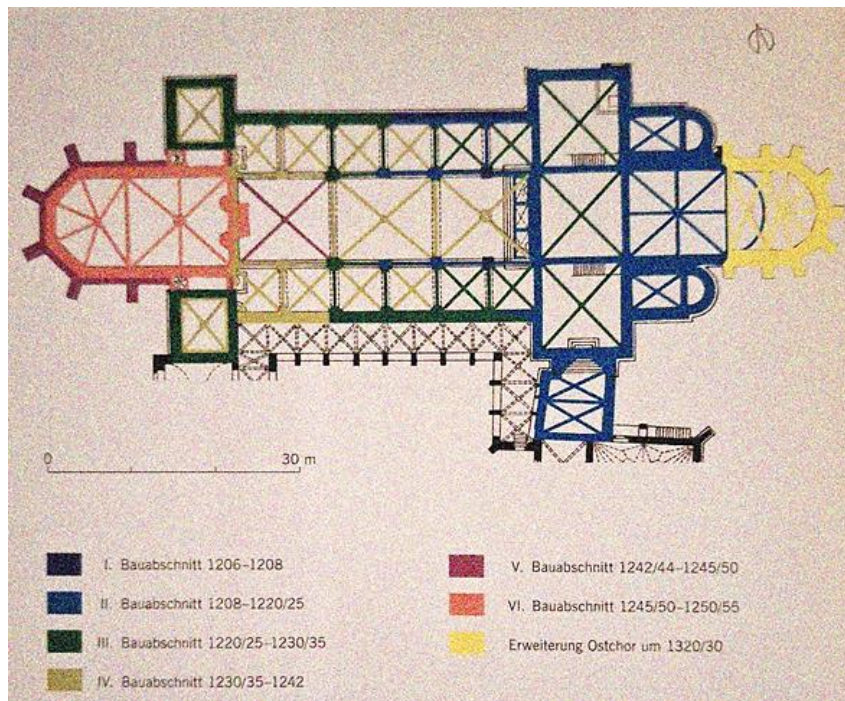 0 30 m
I. Bauabschnitt 1206–1208
II. Bauabschnitt 1208–1220/25
III. Bauabschnitt 1220/25–1230/35
IV. Bauabschnitt 1230/35–1242
V. Bauabschnitt 1242/44–1245/50
VI. Bauabschnitt 1245/50–1250/55
Erweiterung Ostchor um 1320/30